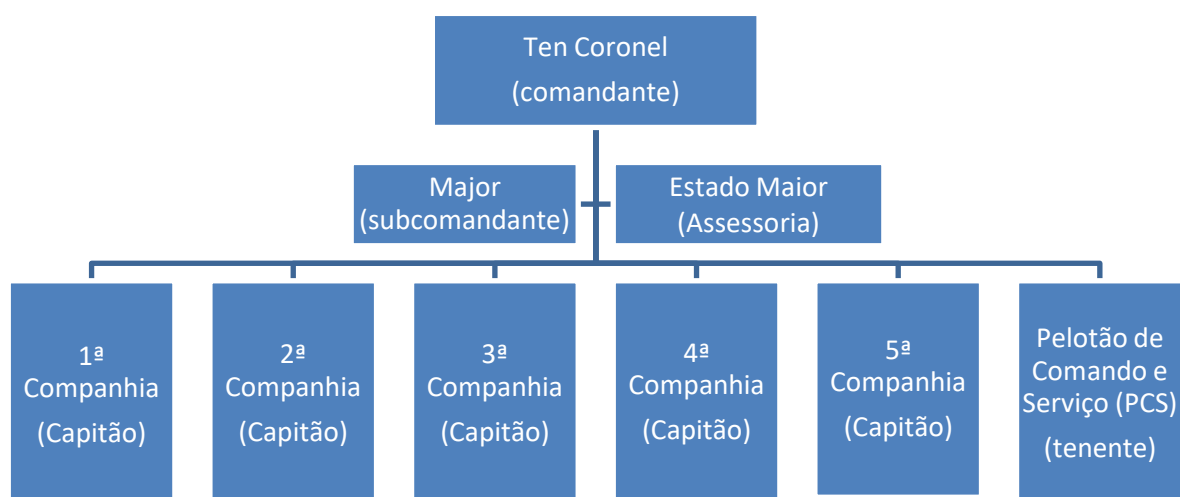 Ten Coronel
(comandante)
Major
(subcomandante)
Estado Maior
(Assessoria)
1ª
Companhia
(Capitão)
2ª
Companhia
(Capitão)
3ª
Companhia
(Capitão)
4ª
Companhia
(Capitão)
5ª
Companhia
(Capitão)
Pelotão de
Comando e
Serviço (PCS)
(tenente)